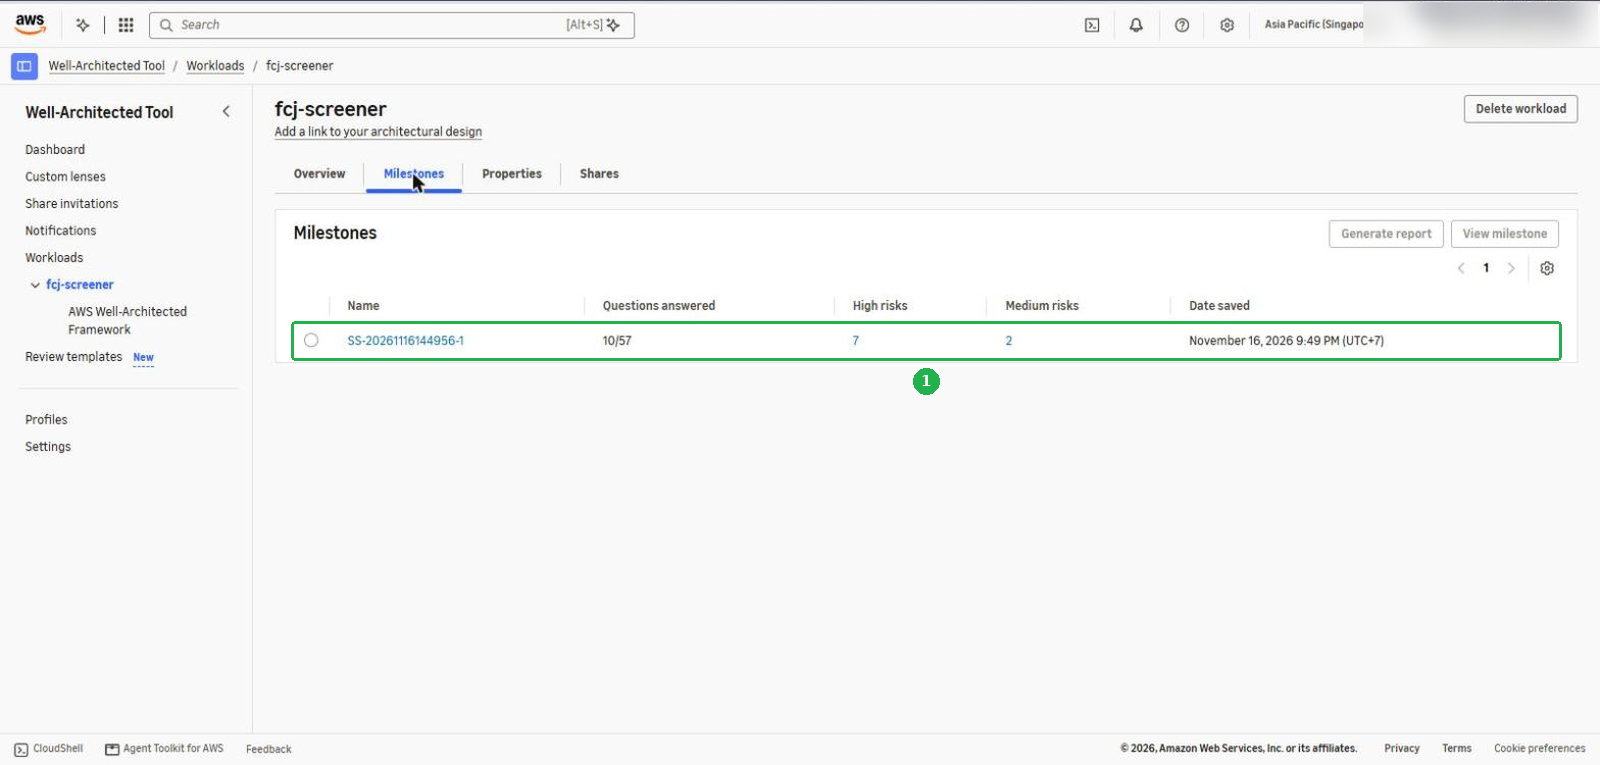 aws
Search
[Alt+S]
Asia Pacific (Singapo
Well-Architected Tool / Workloads / fcj-screener
Well-Architected Tool
Dashboard
Custom lenses
Share invitations
Notifications
Workloads
fcj-screener
AWS Well-Architected
Framework
Review templates New
Profiles
Settings
fcj-screener
Add a link to your architectural design
Delete workload
Overview Milestones Properties Shares
Milestones
Generate report View milestone
1
Name Questions answered High risks Medium risks Date saved
SS-20261116144956-1 10/57 7 2 November 16, 2026 9:49 PM (UTC+7)
1
CloudShell Agent Toolkit for AWS Feedback
© 2026, Amazon Web Services, Inc. or its affiliates. Privacy Terms Cookie preferences